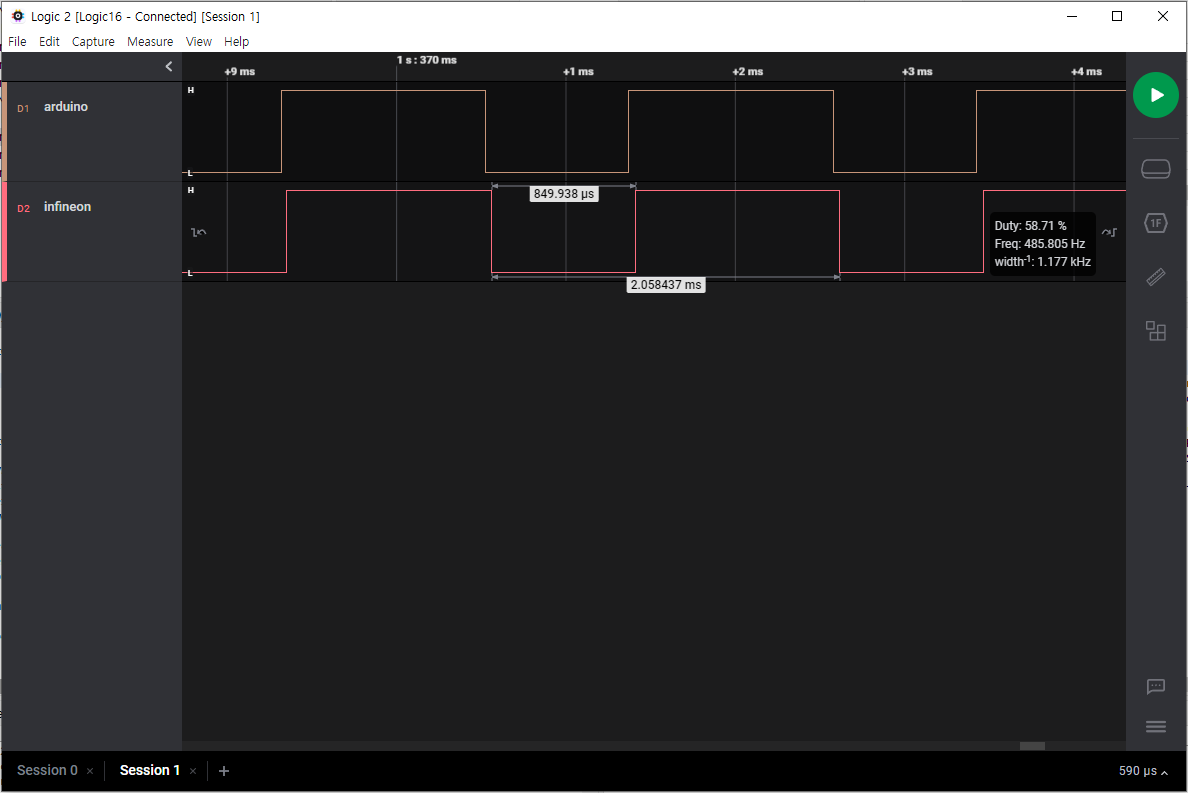 Logic 2 [Logic16 - Connected] [Session 1]
File Edit Capture Measure View Help
+9 ms 1 s : 370 ms +1 ms +2 ms +3 ms +4 ms
D1 arduino H
L
D2 infineon H
L
849.938 µs
2.058437 ms
Duty: 58.71 %
Freq: 485.805 Hz
width-1: 1.177 kHz
1F
Session 0 × Session 1 × +
590 µs